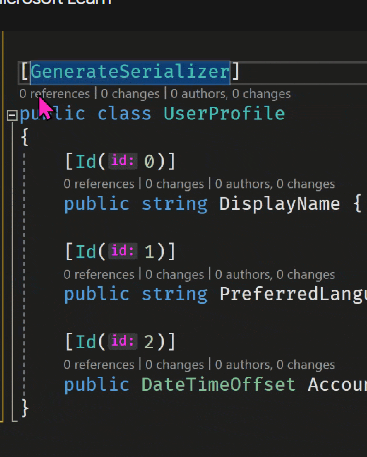 Microsoft Learn
[GenerateSerializer]
0 references | 0 changes | 0 authors, 0 changes
public class UserProfile
{
[Id(id: 0)]
0 references | 0 changes | 0 authors, 0 changes
public string DisplayName {
[Id(id: 1)]
0 references | 0 changes | 0 authors, 0 changes
public string PreferredLangu
[Id(id: 2)]
0 references | 0 changes | 0 authors, 0 changes
public DateTimeOffset Accou
}